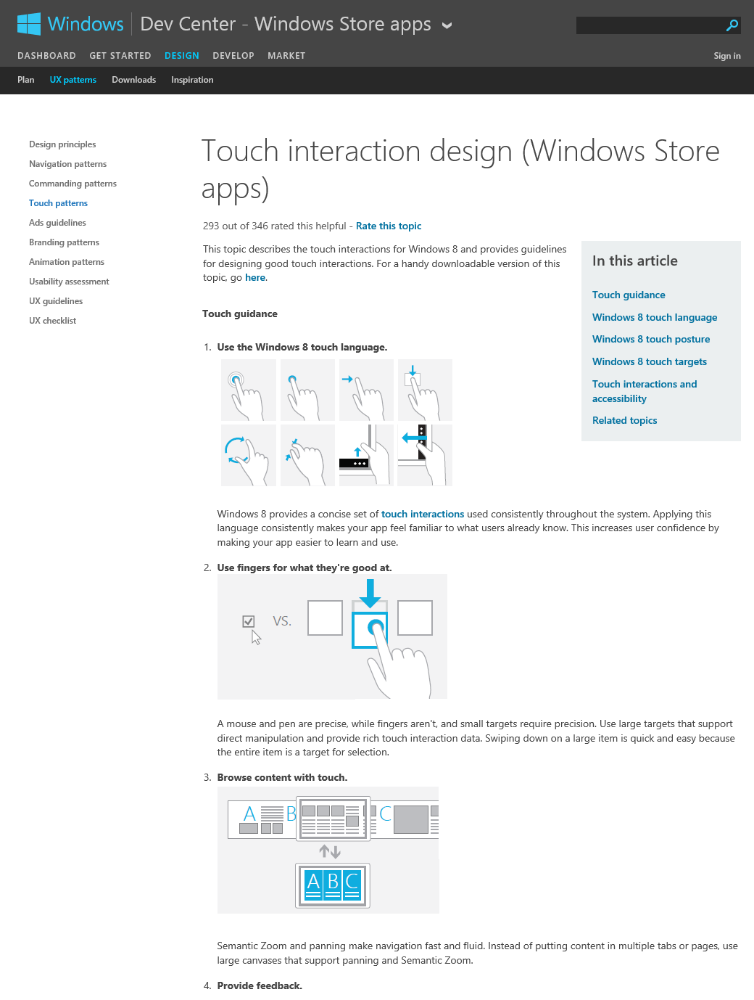 Windows
Dev Center - Windows Store apps
DASHBOARD GET STARTED DESIGN DEVELOP MARKET
Sign in
Plan UX patterns Downloads Inspiration
Design principles
Navigation patterns
Commanding patterns
Touch patterns
Ads guidelines
Branding patterns
Animation patterns
Usability assessment
UX guidelines
UX checklist
Touch interaction design (Windows Store
apps)
293 out of 346 rated this helpful - Rate this topic
This topic describes the touch interactions for Windows 8 and provides guidelines
for designing good touch interactions. For a handy downloadable version of this
topic, go here.
In this article
Touch guidance
Windows 8 touch language
Windows 8 touch posture
Windows 8 touch targets
Touch interactions and
accessibility
Related topics
Touch guidance
1. Use the Windows 8 touch language.
Windows 8 provides a concise set of touch interactions used consistently throughout the system. Applying this
language consistently makes your app feel familiar to what users already know. This increases user confidence by
making your app easier to learn and use.
2. Use fingers for what they're good at.
VS.
A mouse and pen are precise, while fingers aren't, and small targets require precision. Use large targets that support
direct manipulation and provide rich touch interaction data. Swiping down on a large item is quick and easy because
the entire item is a target for selection.
3. Browse content with touch.
A B C
A B C
Semantic Zoom and panning make navigation fast and fluid. Instead of putting content in multiple tabs or pages, use
large canvases that support panning and Semantic Zoom.
4. Provide feedback.